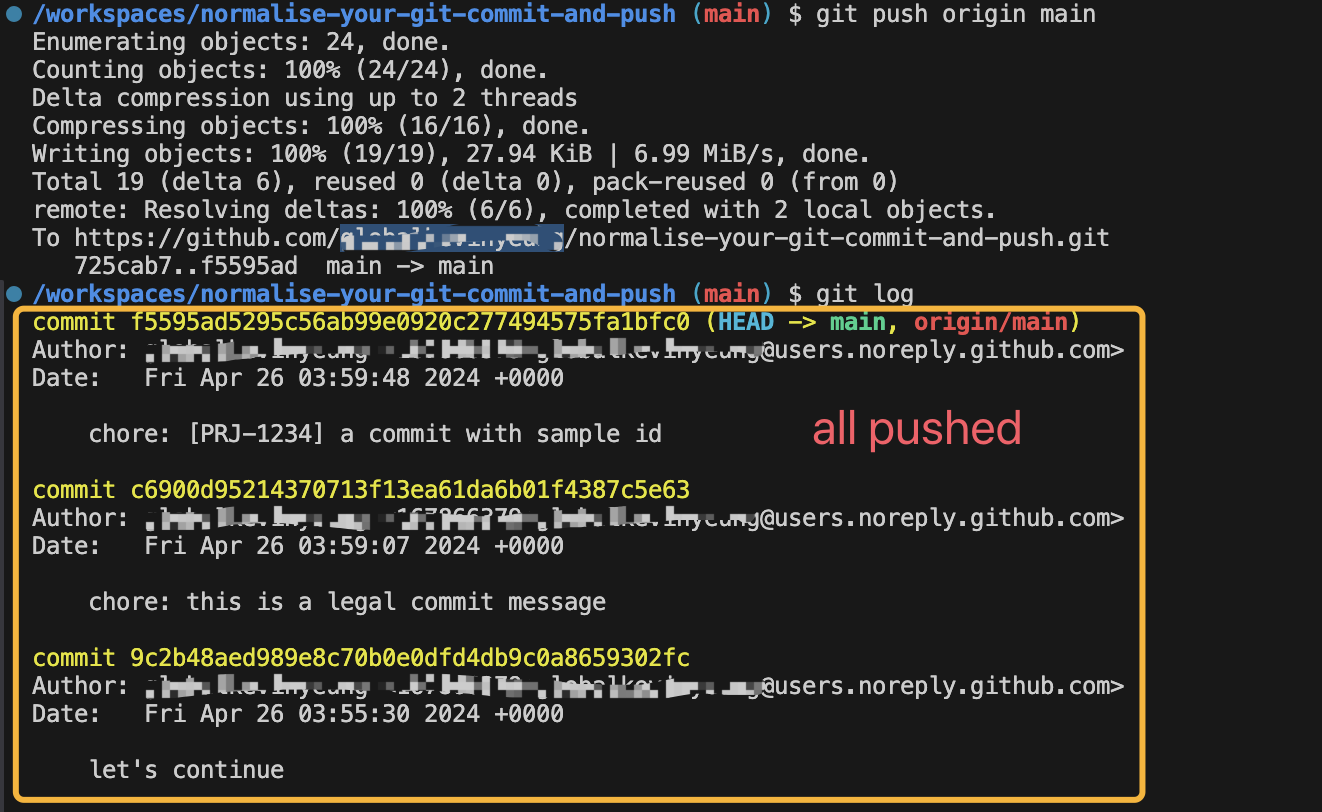 /workspaces/normalise-your-git-commit-and-push (main) $ git push origin main
Enumerating objects: 24, done.
Counting objects: 100% (24/24), done.
Delta compression using up to 2 threads
Compressing objects: 100% (16/16), done.
Writing objects: 100% (19/19), 27.94 KiB | 6.99 MiB/s, done.
Total 19 (delta 6), reused 0 (delta 0), pack-reused 0 (from 0)
remote: Resolving deltas: 100% (6/6), completed with 2 local objects.
To https://github.com/ /normalise-your-git-commit-and-push.git
725cab7..f5595ad main -> main
/workspaces/normalise-your-git-commit-and-push (main) $ git log
commit f5595ad5295c56ab99e0920c277494575fa1bfc0 (HEAD -> main, origin/main)
Author: @users.noreply.github.com>
Date: Fri Apr 26 03:59:48 2024 +0000
chore: [PRJ-1234] a commit with sample id
all pushed
commit c6900d95214370713f13ea61da6b01f4387c5e63
Author: @users.noreply.github.com>
Date: Fri Apr 26 03:59:07 2024 +0000
chore: this is a legal commit message
commit 9c2b48aed989e8c70b0e0dfd4db9c0a8659302fc
Author: @users.noreply.github.com>
Date: Fri Apr 26 03:55:30 2024 +0000
let's continue